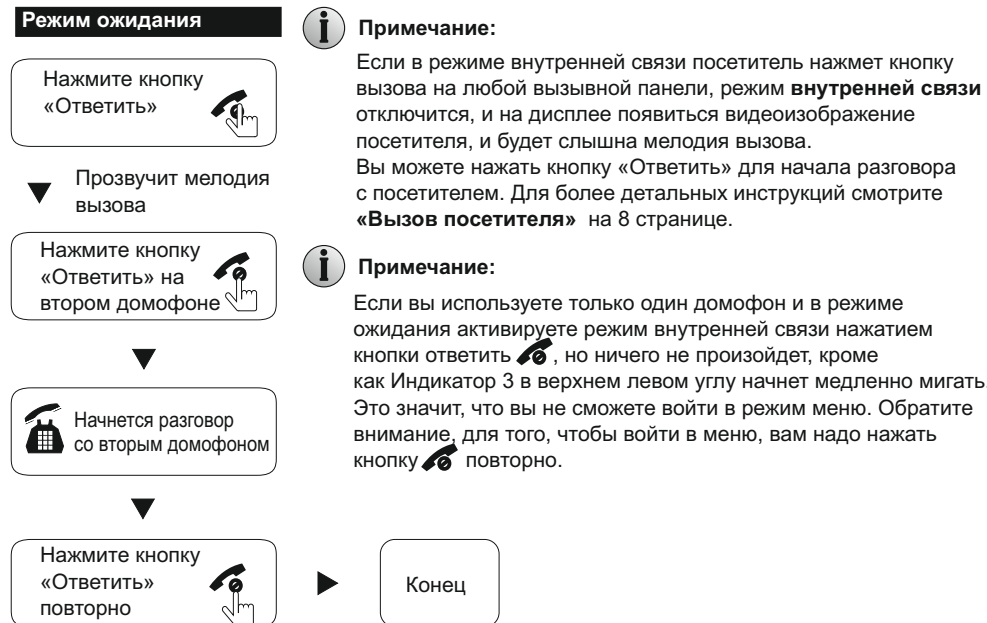 Режим ожидания
Нажмите кнопку
«Ответить»
Прозвучит мелодия
вызова
Нажмите кнопку
«Ответить» на
втором домофоне
Начнется разговор
со вторым домофоном
Нажмите кнопку
«Ответить»
повторно
Конец
Примечание:
Если в режиме внутренней связи посетитель нажмет кнопку
вызова на любой вызывной панели, режим внутренней связи
отключится, и на дисплее появиться видеоизображение
посетителя, и будет слышна мелодия вызова.
Вы можете нажать кнопку «Ответить» для начала разговора
с посетителем. Для более детальных инструкций смотрите
«Вызов посетителя» на 8 странице.
Примечание:
Если вы используете только один домофон и в режиме
ожидания активируете режим внутренней связи нажатием
кнопки ответить , но ничего не произойдет, кроме
как Индикатор 3 в верхнем левом углу начнет медленно мигать.
Это значит, что вы не сможете войти в режим меню. Обратите
внимание, для того, чтобы войти в меню, вам надо нажать
кнопку повторно.